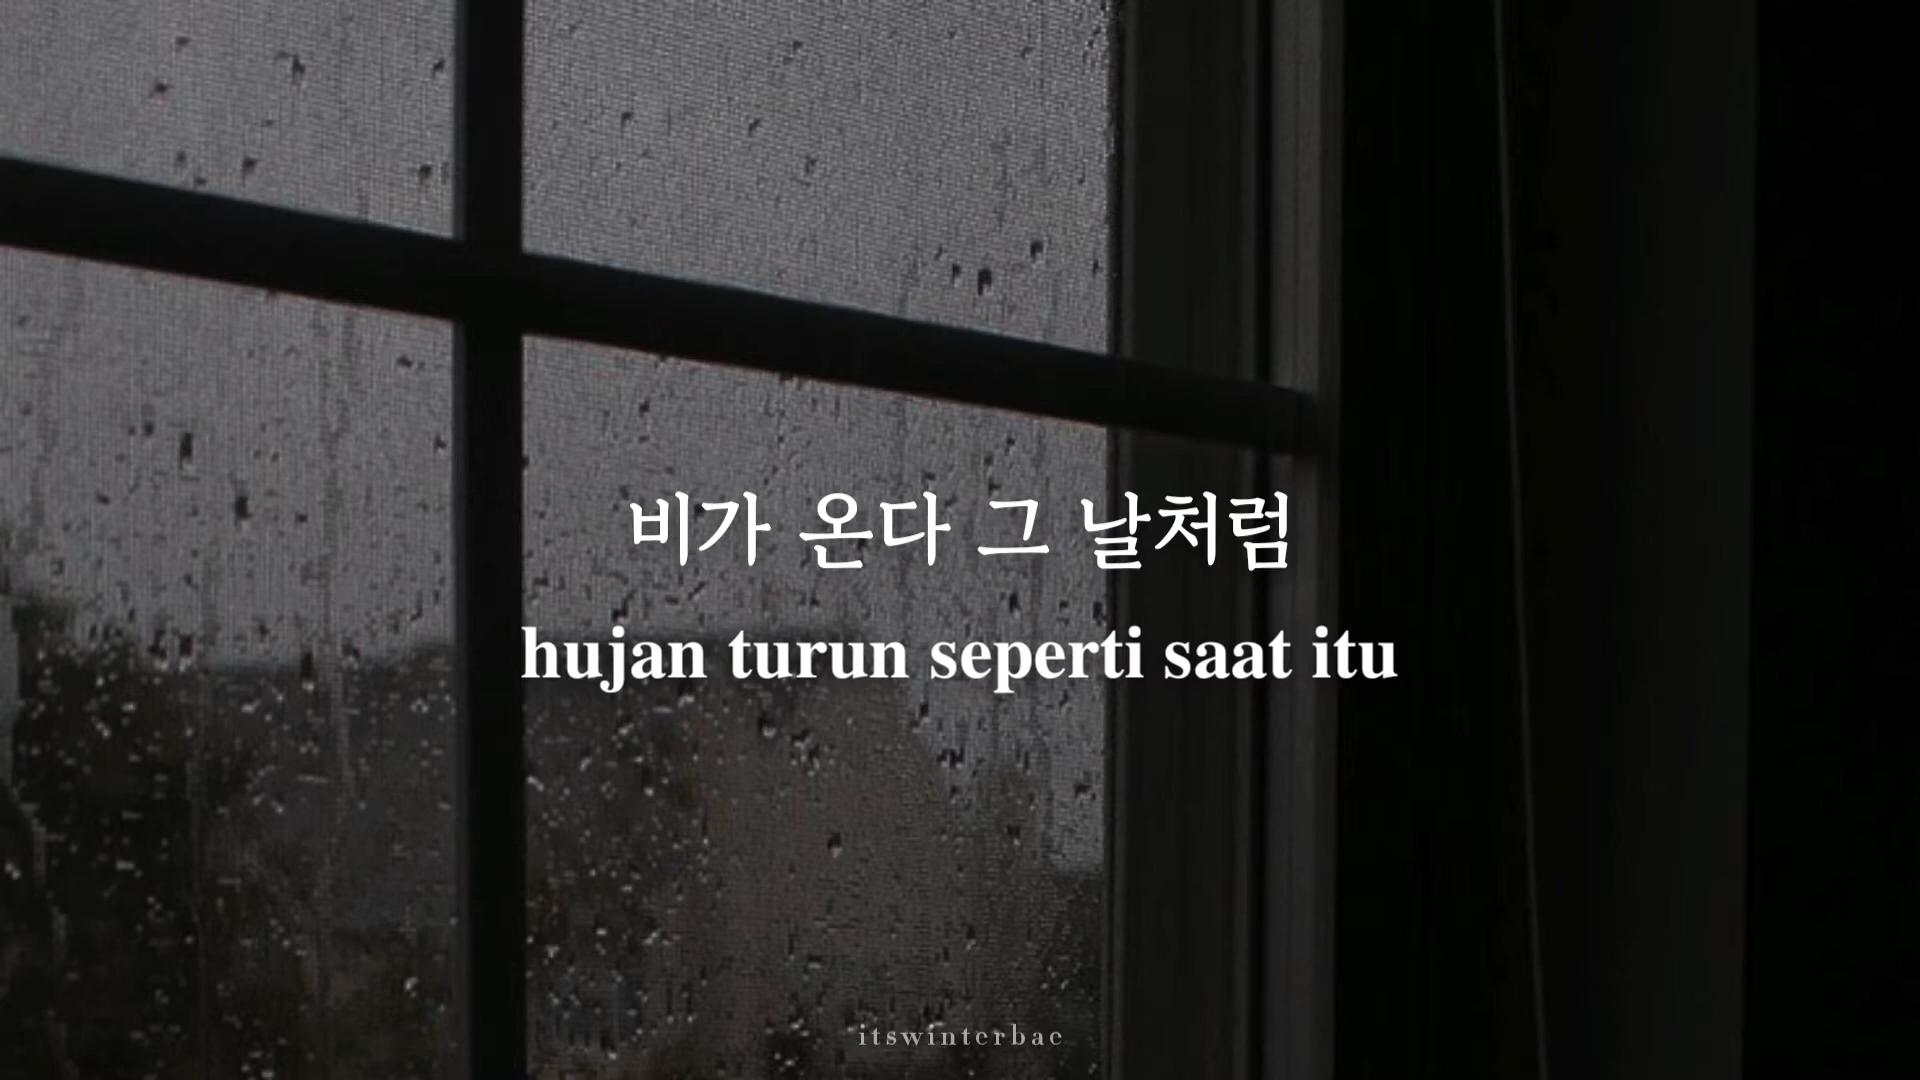 비가 온다 그 날처럼
hujan turun seperti saat itu
itswinterbae